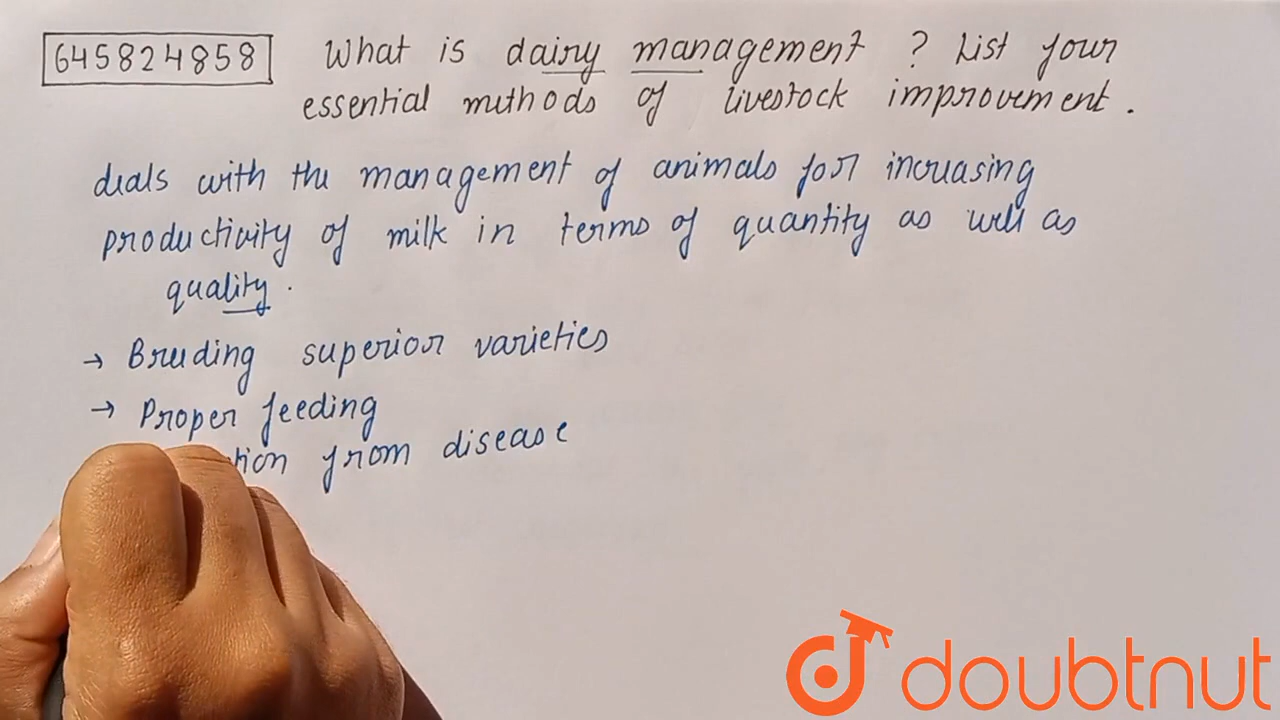 645824858 What is dairy management ? List four
essential methods of livestock improvement.
deals with the management of animals for increasing
productivity of milk in terms of quantity as well as
quality.
→ Breeding superior varieties
→ Proper feeding
from disease
doubtnut